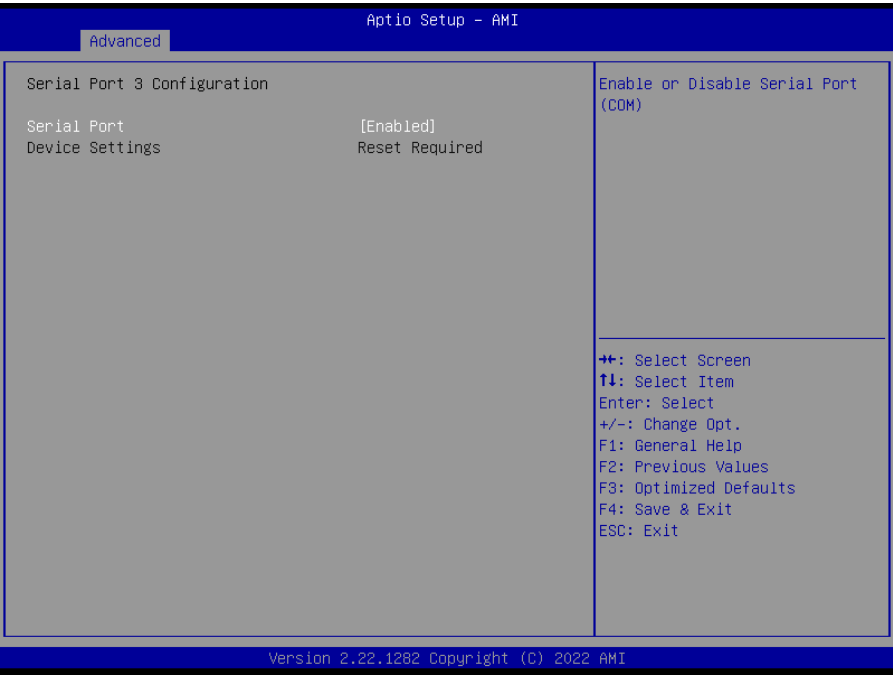 Aptio Setup – AMI
Advanced
Serial Port 3 Configuration
Serial Port [Enabled]
Device Settings Reset Required
Enable or Disable Serial Port
(COM)
→←: Select Screen
↑↓: Select Item
Enter: Select
+/-: Change Opt.
F1: General Help
F2: Previous Values
F3: Optimized Defaults
F4: Save & Exit
ESC: Exit
Version 2.22.1282 Copyright (C) 2022 AMI